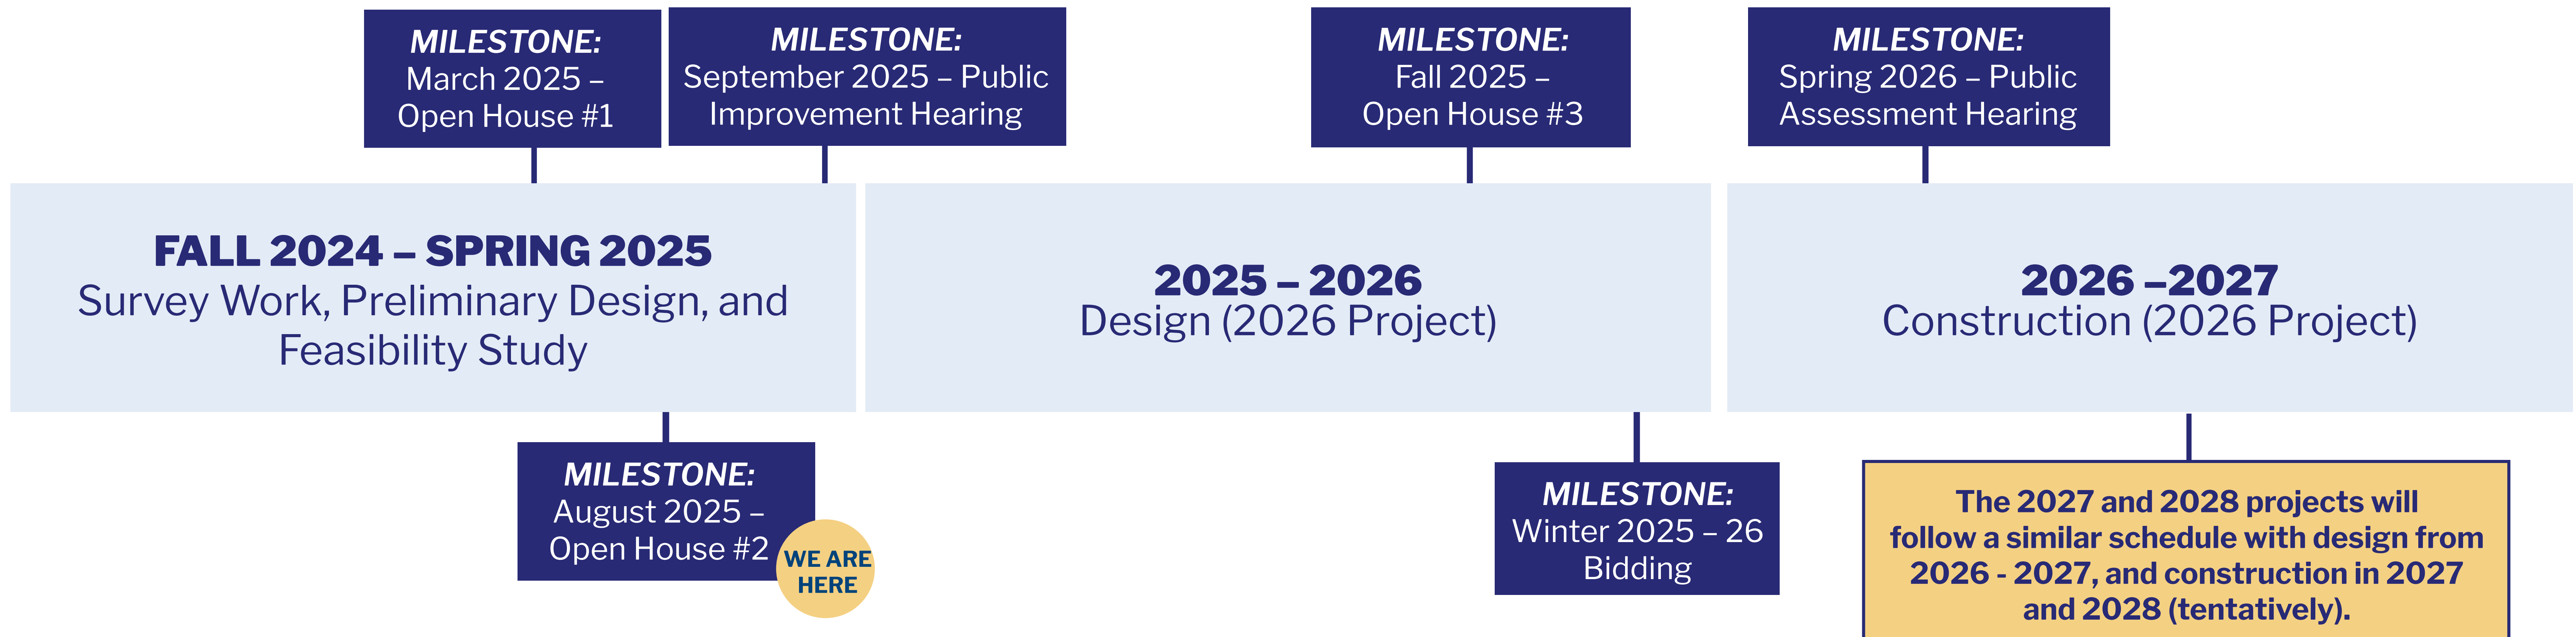 MILESTONE:
March 2025 –
Open House #1
MILESTONE:
September 2025 – Public
Improvement Hearing
MILESTONE:
Fall 2025 –
Open House #3
MILESTONE:
Spring 2026 – Public
Assessment Hearing
FALL 2024 – SPRING 2025
Survey Work, Preliminary Design, and
Feasibility Study
2025 – 2026
Design (2026 Project)
2026 –2027
Construction (2026 Project)
MILESTONE:
August 2025 –
Open House #2
WE ARE
HERE
MILESTONE:
Winter 2025 – 26
Bidding
The 2027 and 2028 projects will
follow a similar schedule with design from
2026 - 2027, and construction in 2027
and 2028 (tentatively).